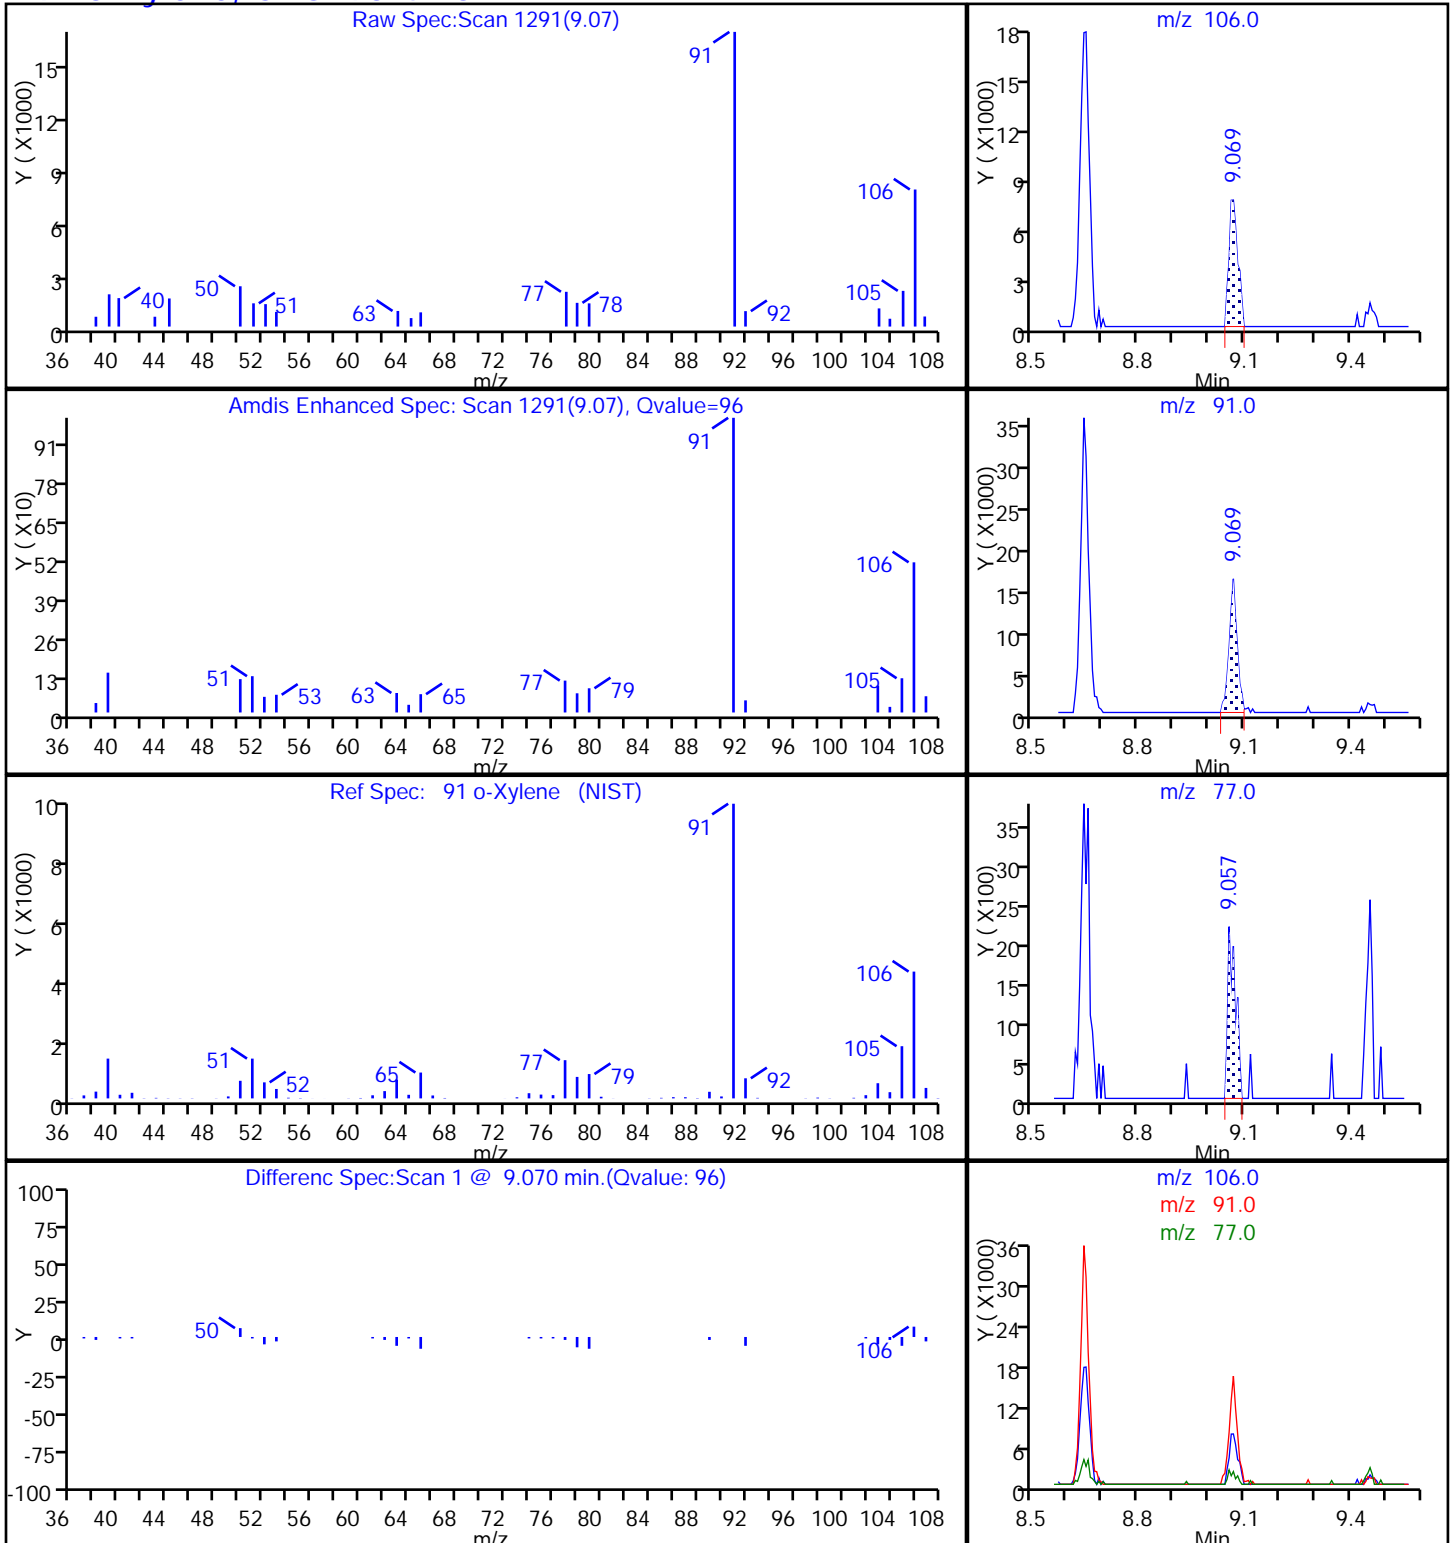 Raw Spec:Scan 1291(9.07)
Y ( X1000)
15
12
9
6
3
0
91
106
105
92
50
40
51
63
77
78
36 40 44 48 52 56 60 64 68 72 76 80 84 88 92 96 100 104 108
m/z
m/z 106.0
Y ( X1000)
18
15
12
9
6
3
0
9.069
8.5 8.8 9.1 9.4
Min
Amdis Enhanced Spec: Scan 1291(9.07), Qvalue=96
Y ( X10)
91
78
65
52
39
26
13
0
91
106
105
51
53
63
65
77
79
36 40 44 48 52 56 60 64 68 72 76 80 84 88 92 96 100 104 108
m/z
m/z 91.0
Y ( X1000)
35
30
25
20
15
10
5
0
9.069
8.5 8.8 9.1 9.4
Min
Ref Spec: 91 o-Xylene (NIST)
Y ( X1000)
10
8
6
4
2
0
91
106
105
92
51
52
65
77
79
36 40 44 48 52 56 60 64 68 72 76 80 84 88 92 96 100 104 108
m/z
m/z 77.0
Y ( X100)
35
30
25
20
15
10
5
0
9.057
8.5 8.8 9.1 9.4
Min
Differenc Spec:Scan 1 @ 9.070 min.(Qvalue: 96)
Y
100
75
50
25
0
-25
-50
-75
-100
50
106
36 40 44 48 52 56 60 64 68 72 76 80 84 88 92 96 100 104 108
m/z
m/z 106.0
m/z 91.0
m/z 77.0
Y ( X1000)
36
30
24
18
12
6
0
8.5 8.8 9.1 9.4
Min